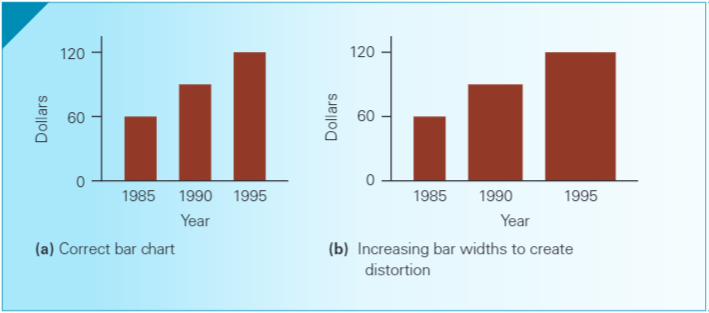 120
60
0
Dollars
1985 1990 1995
Year
(a) Correct bar chart
120
60
0
Dollars
1985 1990 1995
Year
(b) Increasing bar widths to create
distortion